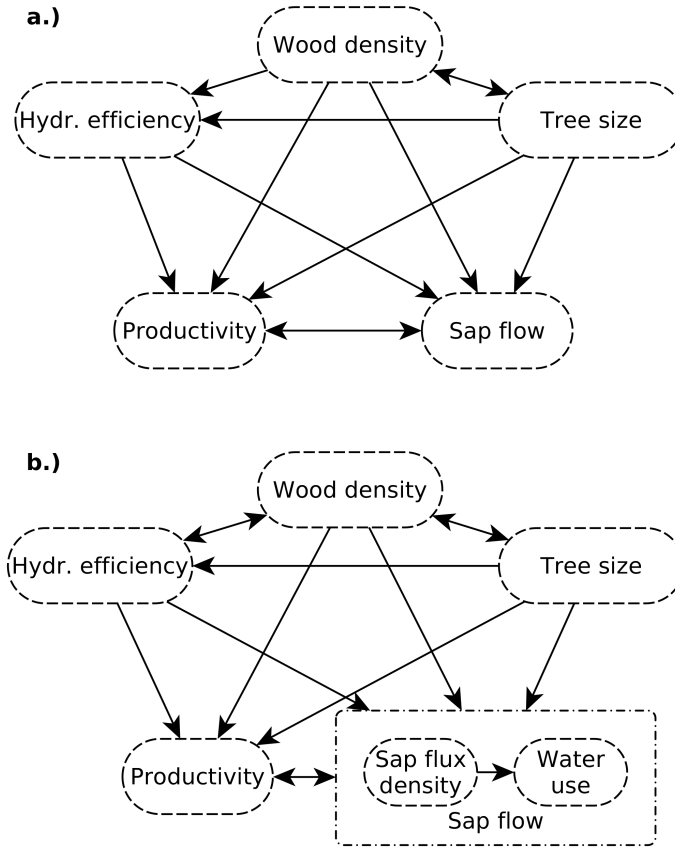 a.)
Wood density
Hydr. efficiency
Tree size
Productivity
Sap flow
b.)
Wood density
Hydr. efficiency
Tree size
Productivity
Sap flux
density
Water
use
Sap flow